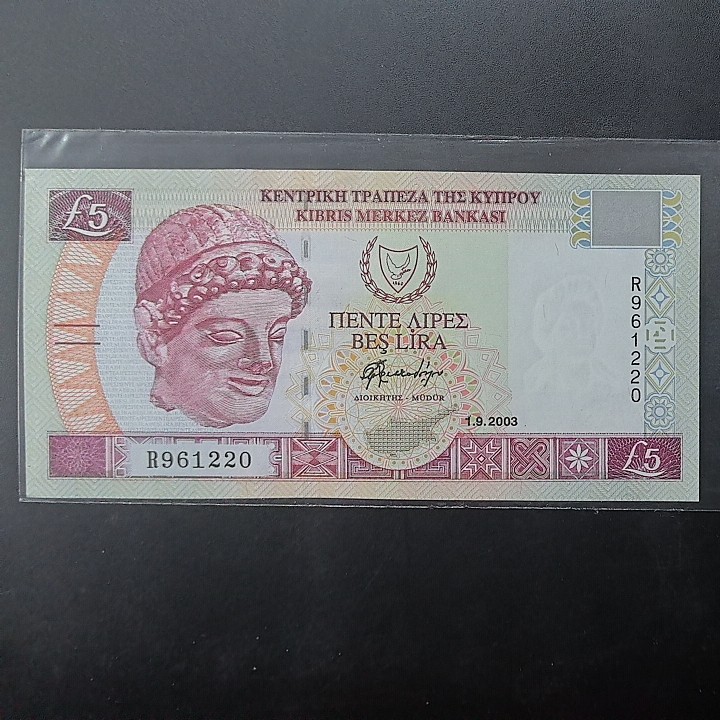 £5
ΚΕΝΤΡΙΚΗ ΤΡΑΠΕΖΑ ΤΗΣ ΚΥΠΡΟΥ
KIBRIS MERKEZ BANKASI
1960
ΠΕΝΤΕ ΛΙΡΕΣ
BEŞ LİRA
ΔΙΟΙΚΗΤΗΣ - MÜDÜR
1.9.2003
R961220
R961220
£5